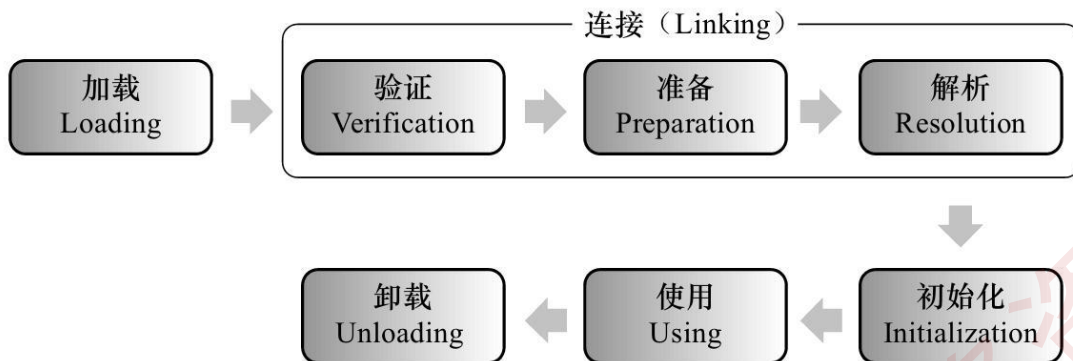 连接（Linking）
加载
Loading
验证
Verification
准备
Preparation
解析
Resolution
卸载
Unloading
使用
Using
初始化
Initialization